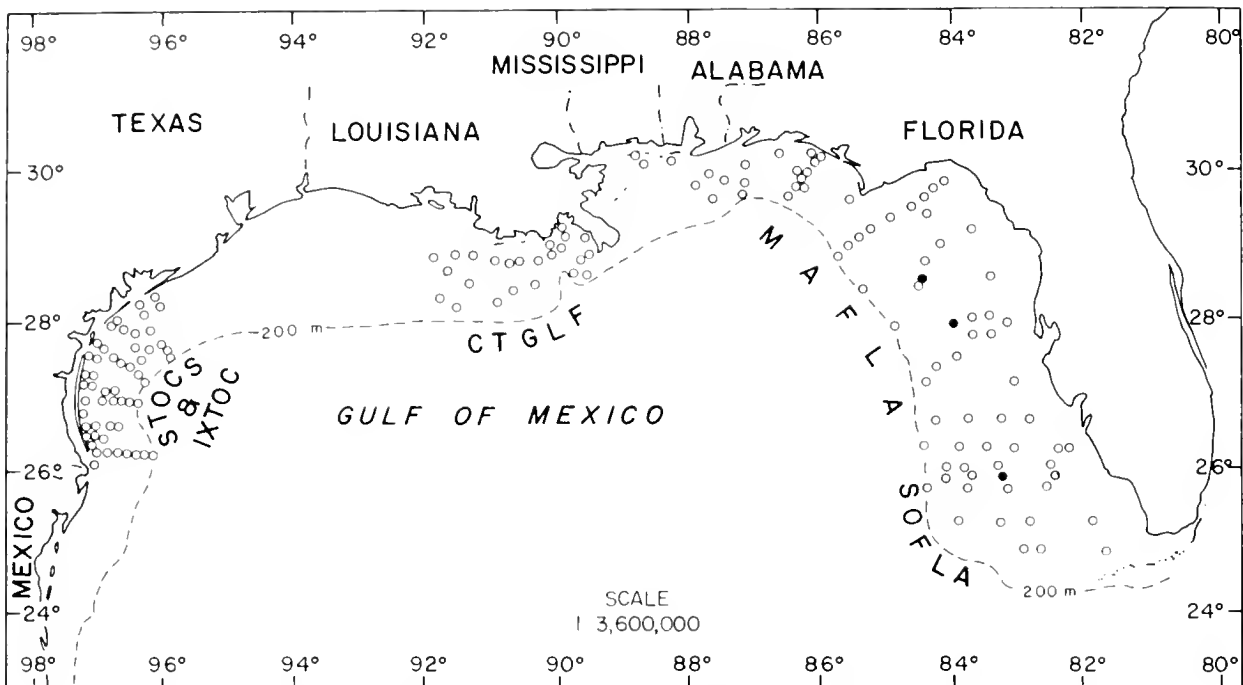 98° 96° 94° 92° 90° 88° 86° 84° 82° 80°
MISSISSIPPI
ALABAMA
TEXAS
LOUISIANA
FLORIDA
30° 30°
MAFLA
28° 28°
200 m
CTGLF
STOCS
&
IXTOC
GULF OF MEXICO
26° 26°
SOFLA
MEXICO
200 m
24° 24°
SCALE
1 3,600,000
98° 96° 94° 92° 90° 88° 86° 84° 82° 80°